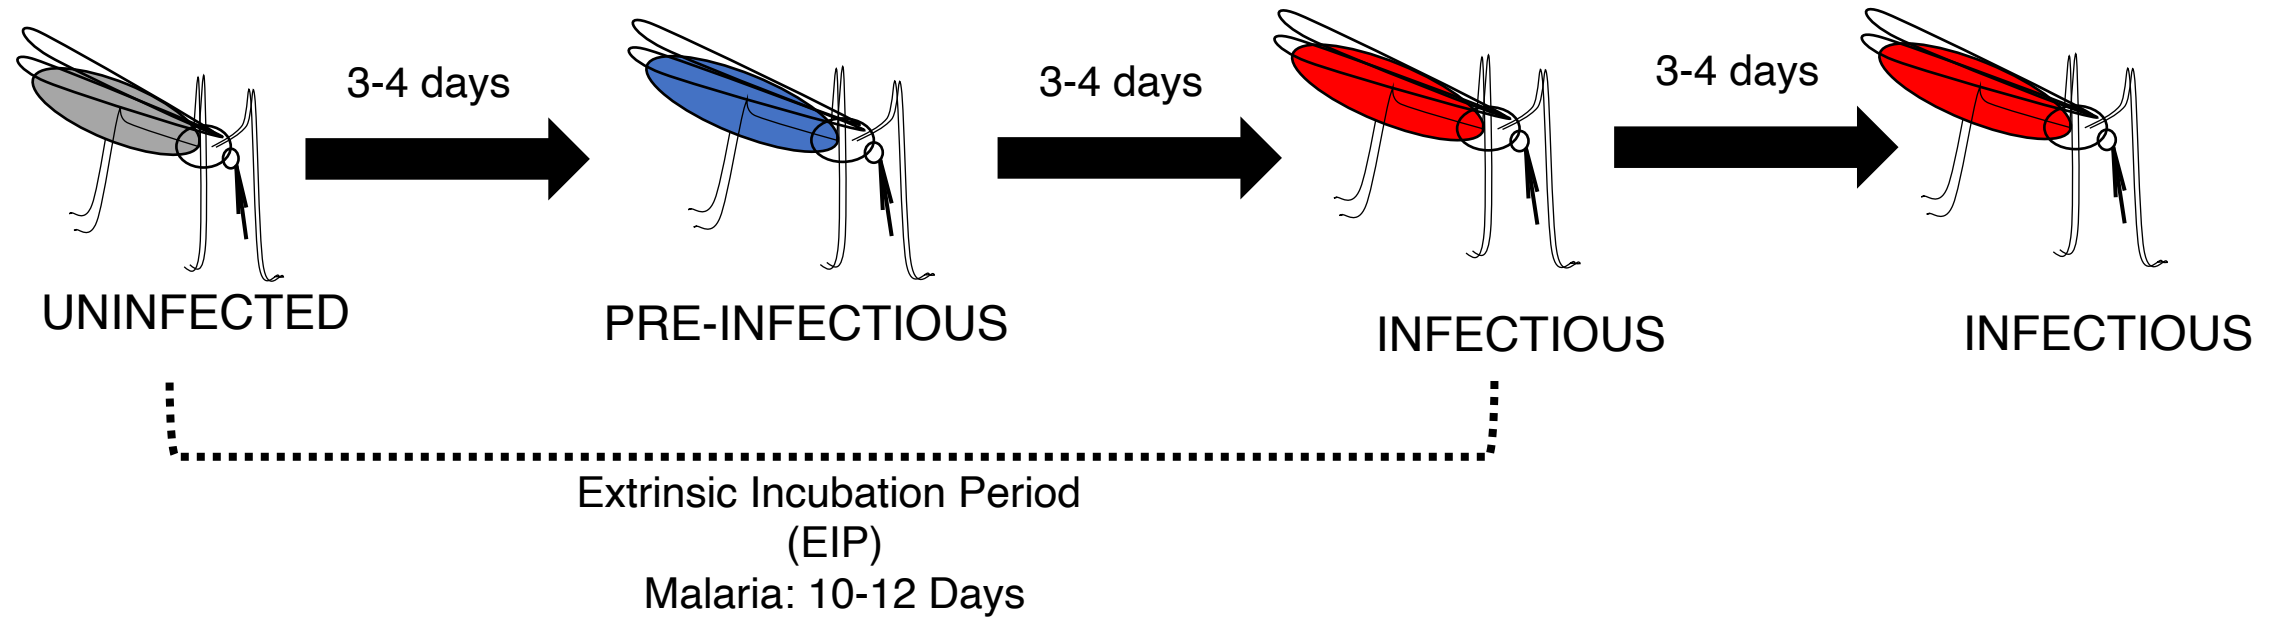 3-4 days
3-4 days
3-4 days
UNINFECTED
PRE-INFECTIOUS
INFECTIOUS
INFECTIOUS
Extrinsic Incubation Period
(EIP)
Malaria: 10-12 Days